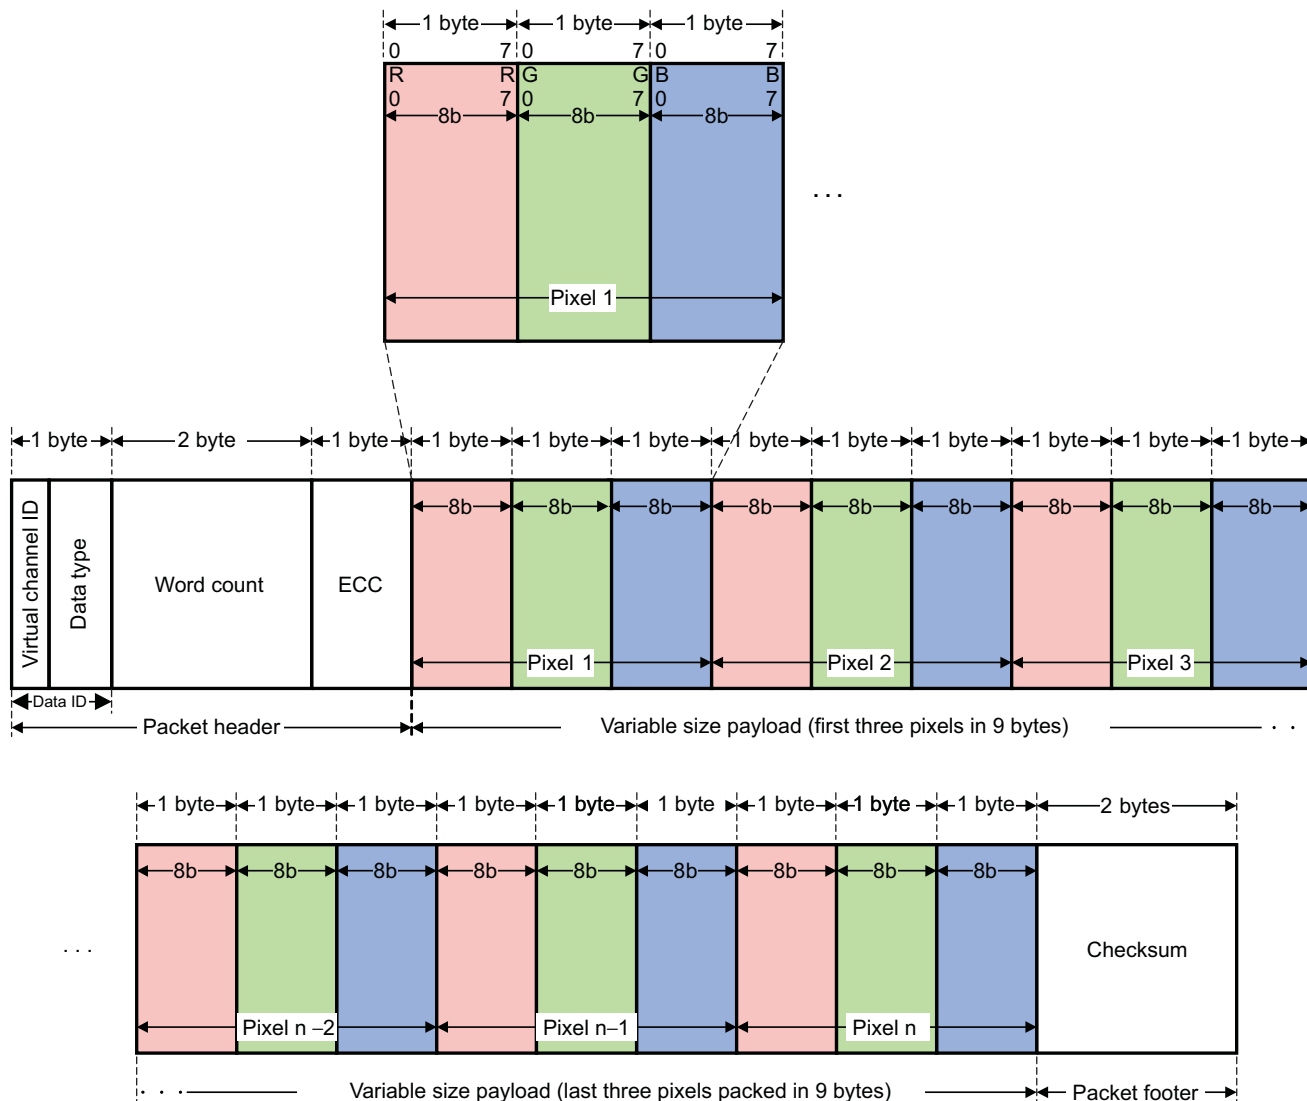 1 byte 1 byte 1 byte
0 7 0 7 0 7
R R G G B B
0 7 0 7 0 7
8b 8b 8b
. . .
Pixel 1
1 byte 2 byte 1 byte 1 byte 1 byte 1 byte 1 byte 1 byte 1 byte 1 byte 1 byte 1 byte
8b 8b 8b 8b 8b 8b 8b 8b 8b
Virtual channel ID
Data type
Word count
ECC
Pixel 1 Pixel 2 Pixel 3
Data ID
Packet header Variable size payload (first three pixels in 9 bytes) . .
1 byte 1 byte 1 byte 1 byte 1 byte 1 byte 1 byte 1 byte 1 byte 2 bytes
8b 8b 8b 8b 8b 8b 8b 8b 8b
. . .
Checksum
Pixel n –2 Pixel n–1 Pixel n
. . . Variable size payload (last three pixels packed in 9 bytes) Packet footer